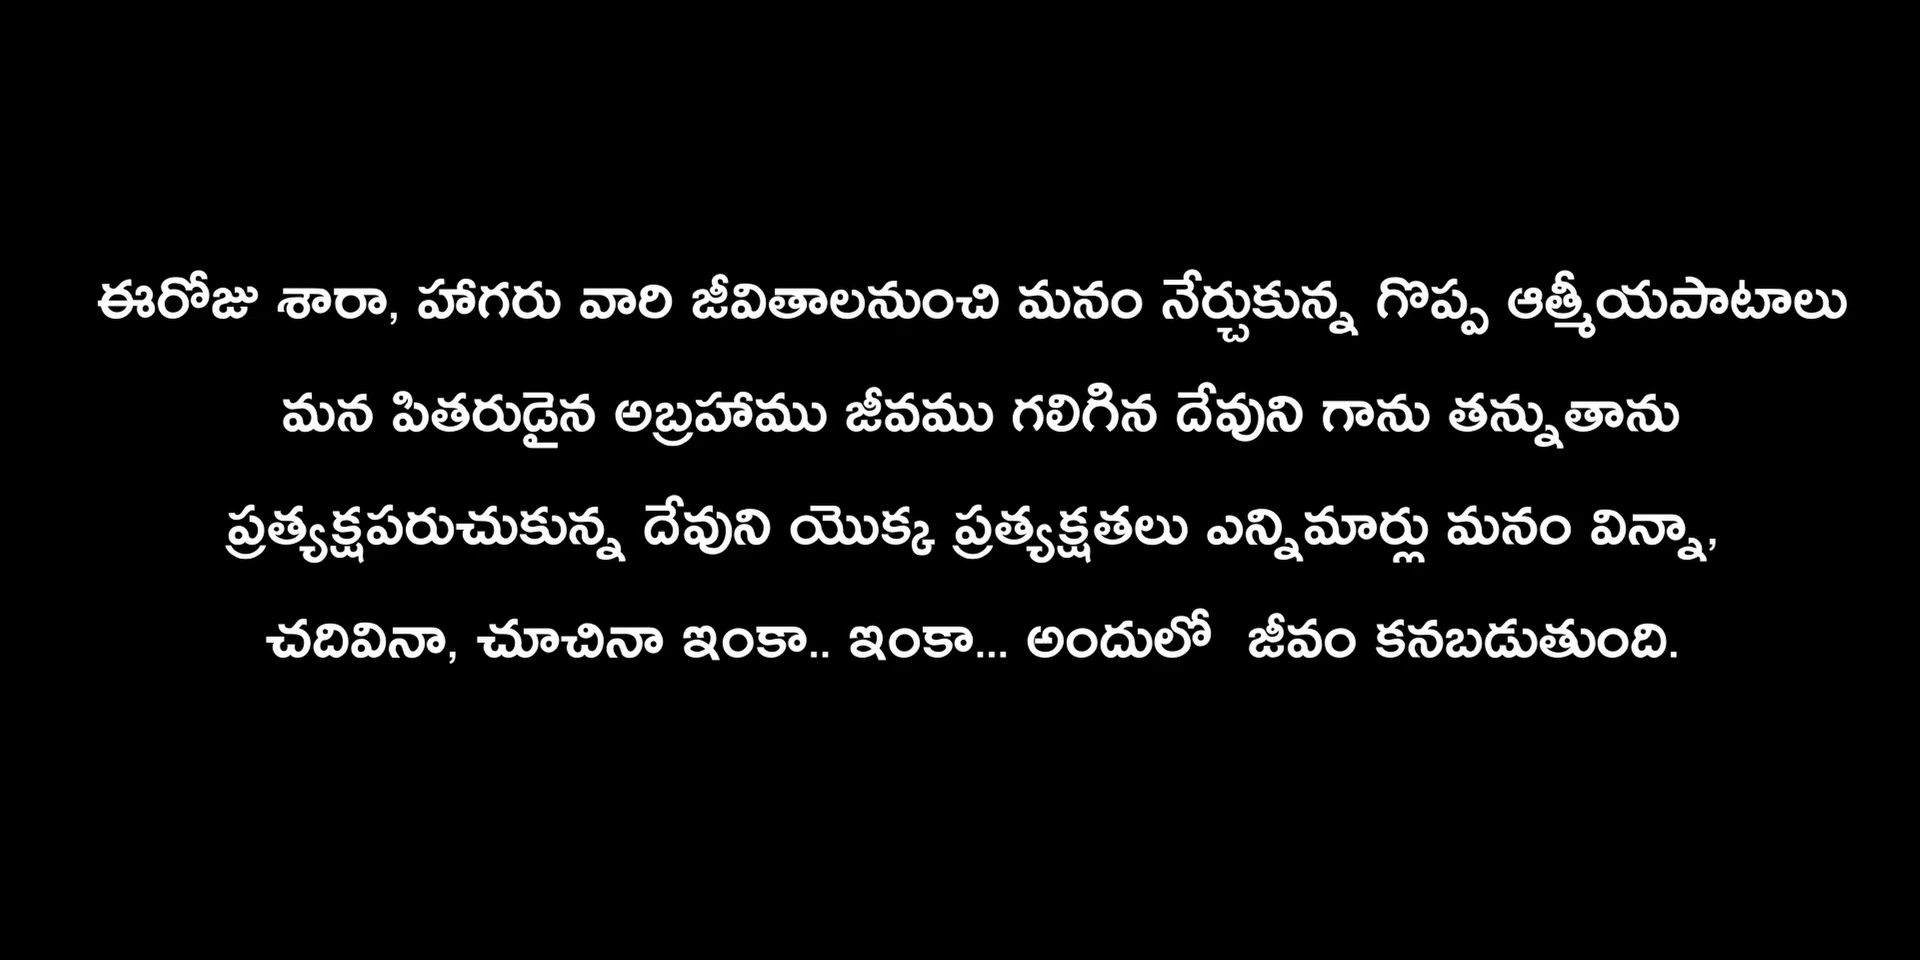 ఈరోజు శారా, హాగరు వారి జీవితాలనుంచి మనం నేర్చుకున్న గొప్ప ఆత్మీయపాటాలు
మన పితరుడైన అబ్రహాము జీవము గలిగిన దేవుని గాను తన్నుతాను
ప్రత్యక్షపరుచుకున్న దేవుని యొక్క ప్రత్యక్షతలు ఎన్నిమార్లు మనం విన్నా,
చదివినా, చూచినా ఇంకా.. ఇంకా... అందులో  జీవం కనబడుతుంది.